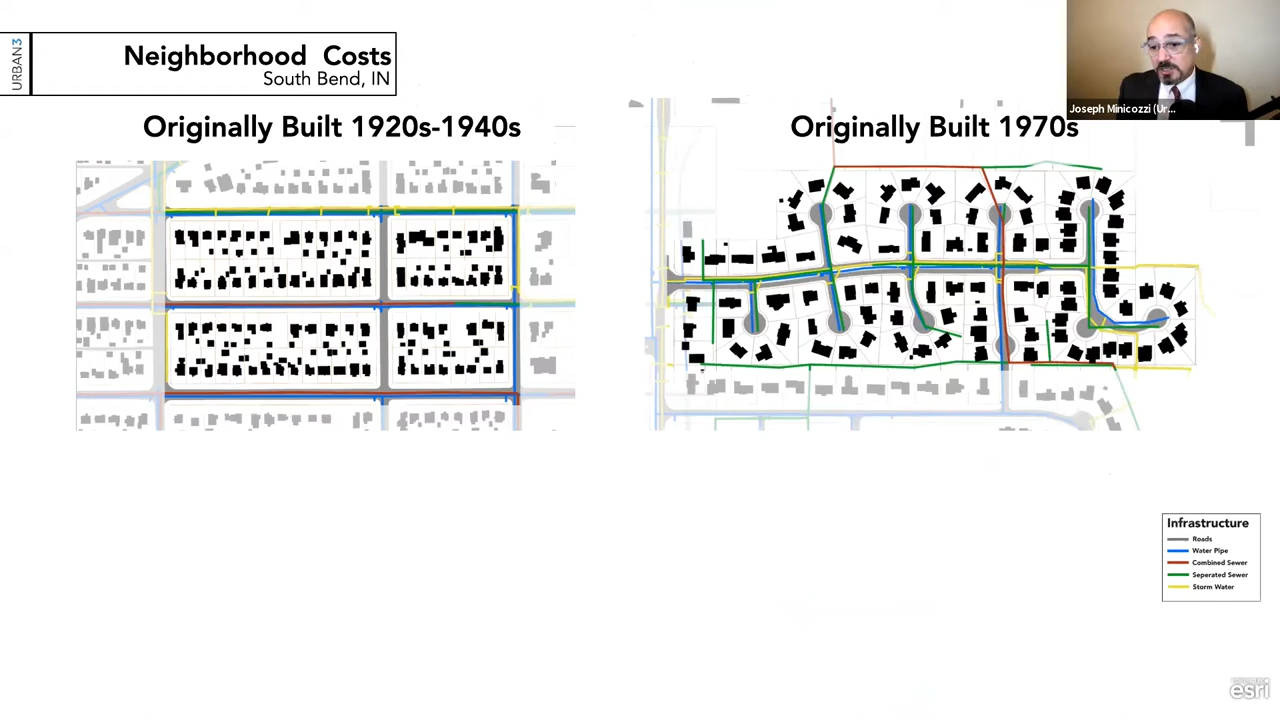 URBAN3
Neighborhood Costs
South Bend, IN
Joseph Minicozzi (Ur...
Originally Built 1920s-1940s
Originally Built 1970s
Infrastructure
Roads
Water Pipe
Combined Sewer
Seperated Sewer
Storm Water
esri